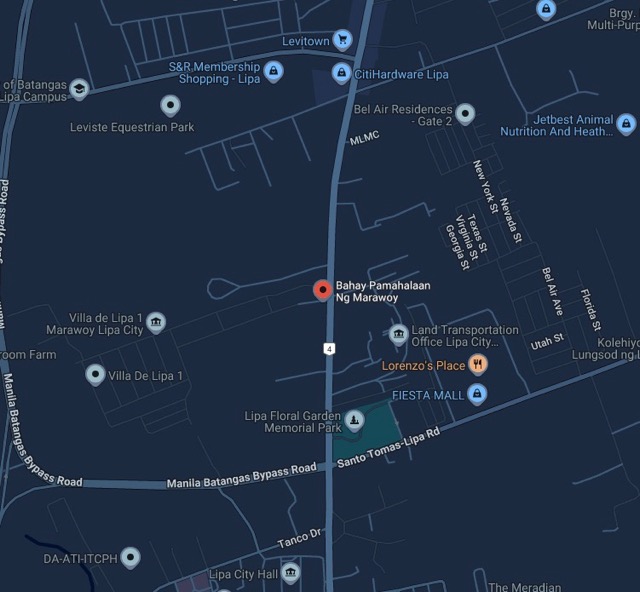 Brgy.
Multi-Purp
Levitown
S&R Membership
Shopping - Lipa
CitiHardware Lipa
of Batangas
Lipa Campus
Leviste Equestrian Park
Bel Air Residences
- Gate 2
Jetbest Animal
Nutrition And Heath...
MLMC
New York St
Nevada St
Texas St
Virginia St
Georgia St
as Bypass Road
Bahay Pamahalaan
Ng Marawoy
Bel Air Ave
Florida St
Manila
Villa de Lipa 1
Marawoy Lipa City
Land Transportation
Office Lipa City...
Utah St
Kolehiyo
Lungsod ng L
4
room Farm
Lorenzo's Place
Villa De Lipa 1
FIESTA MALL
Manila Batangas Bypass Road
Lipa Floral Garden
Memorial Park
Santo Tomas-Lipa Rd
Manila Batangas Bypass Road
Tanco Dr
DA-ATI-ITCPH
Lipa City Hall
The Meridian